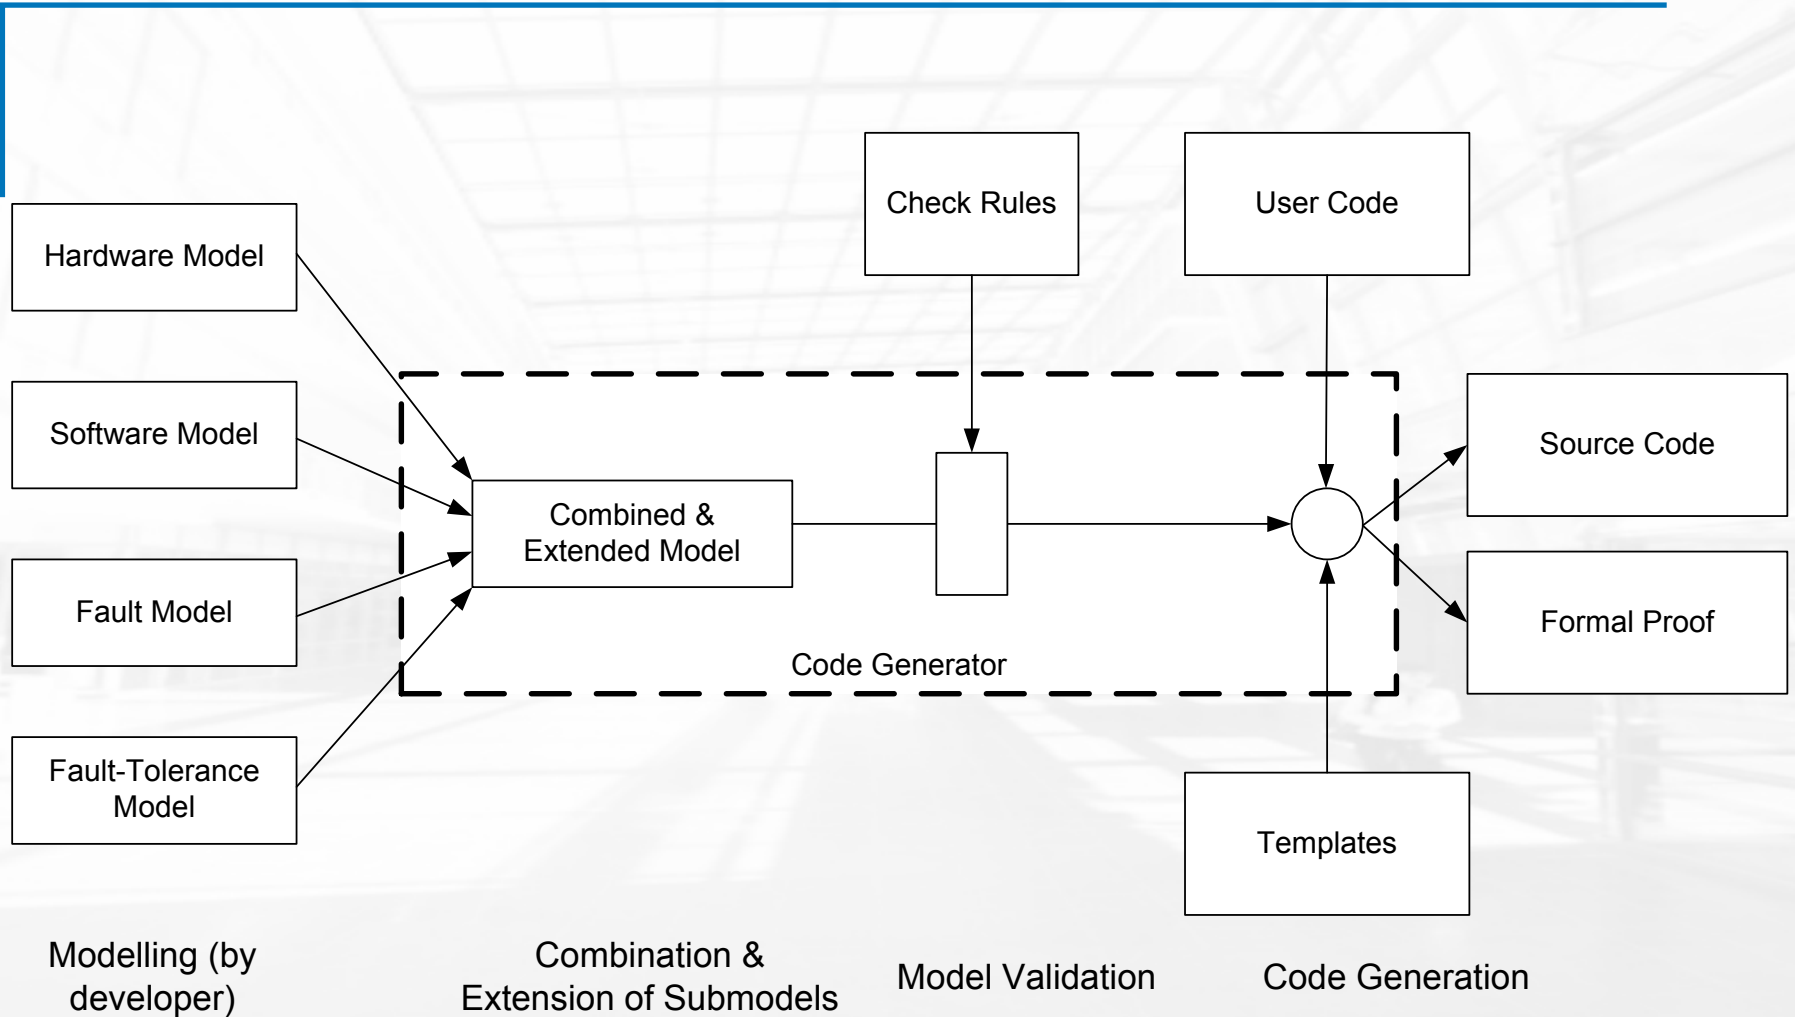 Check Rules
User Code
Hardware Model
Software Model
Source Code
Combined &
Extended Model
Fault Model
Formal Proof
Code Generator
Fault-Tolerance
Model
Templates
Modelling (by
developer)
Combination &
Extension of Submodels
Model Validation
Code Generation